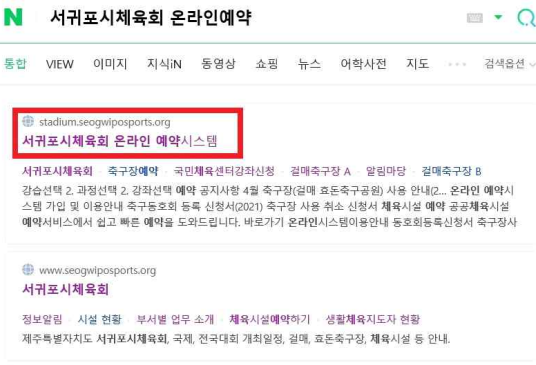 N 서귀포시체육회 온라인예약
통합 VIEW 이미지 지식iN 동영상 쇼핑 뉴스 어학사전 지도 ··· 검색옵션
stadium.seogwiposports.org
서귀포시체육회 온라인 예약시스템
서귀포시체육회 · 축구장예약 · 국민체육센터강좌신청 · 걸매축구장 A · 알림마당 · 걸매축구장 B
강습선택 2. 과정선택 2. 강좌선택 예약 공지사항 4월 축구장(걸매 효돈축구공원) 사용 안내(2... 온라인 예약시
스템 가입 및 이용안내 축구동호회 등록 신청서(2021) 축구장 사용 취소 신청서 체육시설 예약 공공체육시설
예약서비스에서 쉽고 빠른 예약을 도와드립니다. 바로가기 온라인시스템이용안내 동호회등록신청서 축구장사
www.seogwiposports.org
서귀포시체육회
정보알림 · 시설 현황 · 부서별 업무 소개 · 체육시설예약하기 · 생활체육지도자 현황
제주특별자치도 서귀포시체육회, 국제, 전국대회 개최일정, 걸매, 효돈축구장, 체육시설 등 안내.